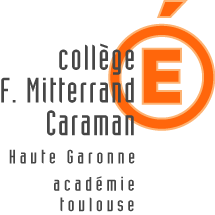 collège
F. Mitterrand
Caraman
Haute Garonne
académie
toulouse
É